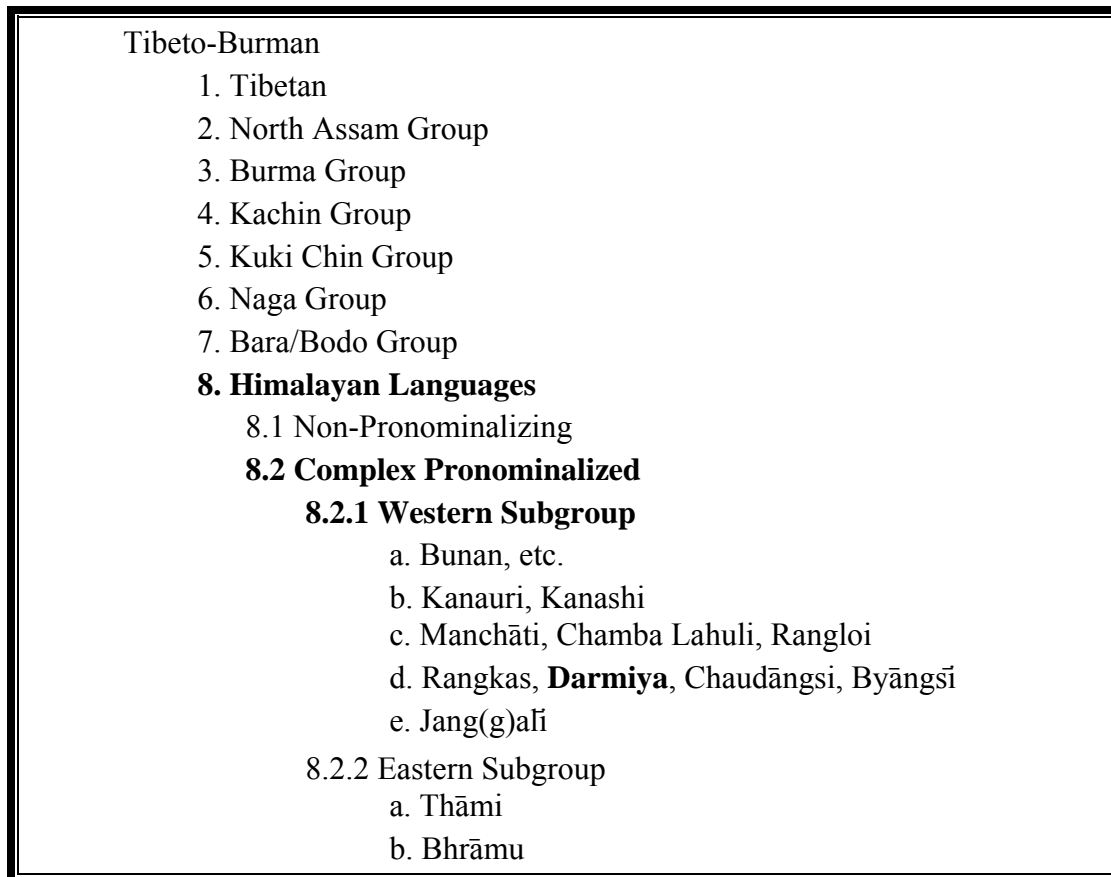 Tibeto-Burman
1. Tibetan
2. North Assam Group
3. Burma Group
4. Kachin Group
5. Kuki Chin Group
6. Naga Group
7. Bara/Bodo Group
8. Himalayan Languages
8.1 Non-Pronominalizing
8.2 Complex Pronominalized
8.2.1 Western Subgroup
a. Bunan, etc.
b. Kanauri, Kanashi
c. Manchāti, Chamba Lahuli, Rangloi
d. Rangkas, Darmiya, Chaudāngsi, Byāngsī
e. Jang(g)alī
8.2.2 Eastern Subgroup
a. Thāmi
b. Bhrāmu